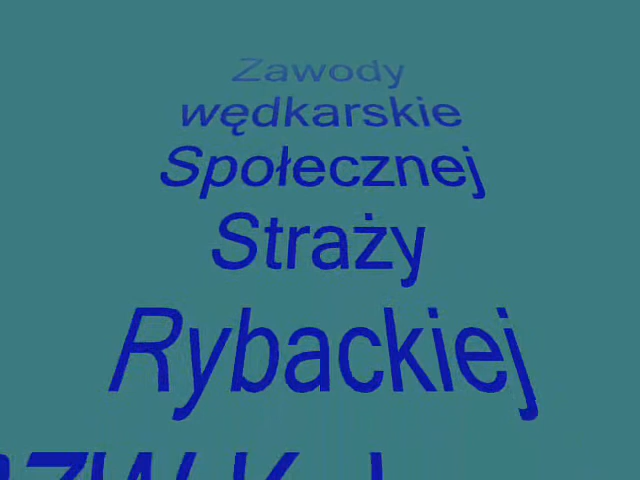 Zawody
wędkarskie
Społecznej
Straży
Rybackiej